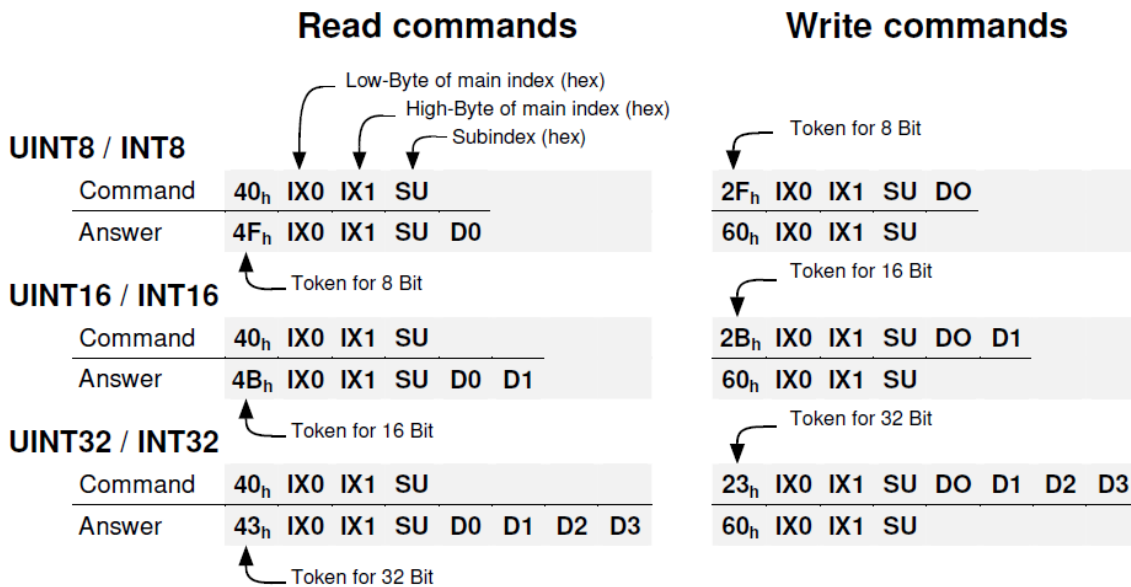 Read commands
Write commands
Low-Byte of main index (hex)
High-Byte of main index (hex)
Subindex (hex)
Token for 8 Bit
UINT8 / INT8
Command 40h IX0 IX1 SU
2Fh IX0 IX1 SU DO
Answer 4Fh IX0 IX1 SU D0
60h IX0 IX1 SU
Token for 8 Bit
Token for 16 Bit
UINT16 / INT16
Command 40h IX0 IX1 SU
2Bh IX0 IX1 SU DO D1
Answer 4Bh IX0 IX1 SU D0 D1
60h IX0 IX1 SU
Token for 16 Bit
Token for 32 Bit
UINT32 / INT32
Command 40h IX0 IX1 SU
23h IX0 IX1 SU DO D1 D2 D3
Answer 43h IX0 IX1 SU D0 D1 D2 D3
60h IX0 IX1 SU
Token for 32 Bit